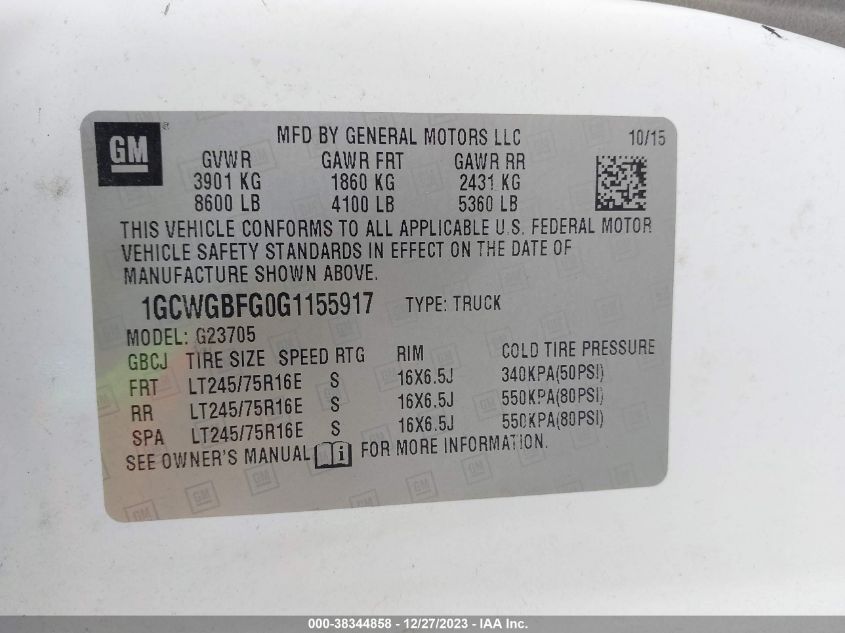 GM ® MFD BY GENERAL MOTORS LLC 10/15
GVWR GAWR FRT GAWR RR
3901 KG 1860 KG 2431 KG
8600 LB 4100 LB 5360 LB
THIS VEHICLE CONFORMS TO ALL APPLICABLE U.S. FEDERAL MOTOR
VEHICLE SAFETY STANDARDS IN EFFECT ON THE DATE OF
MANUFACTURE SHOWN ABOVE.
1GCWGBFG0G1155917 TYPE: TRUCK
MODEL: G23705
GBCJ TIRE SIZE SPEED RTG RIM COLD TIRE PRESSURE
FRT LT245/75R16E S 16X6.5J 340KPA(50PSI)
RR LT245/75R16E S 16X6.5J 550KPA(80PSI)
SPA LT245/75R16E S 16X6.5J 550KPA(80PSI)
SEE OWNER'S MANUAL i FOR MORE INFORMATION.
000-38344858 - 12/27/2023 - IAA Inc.